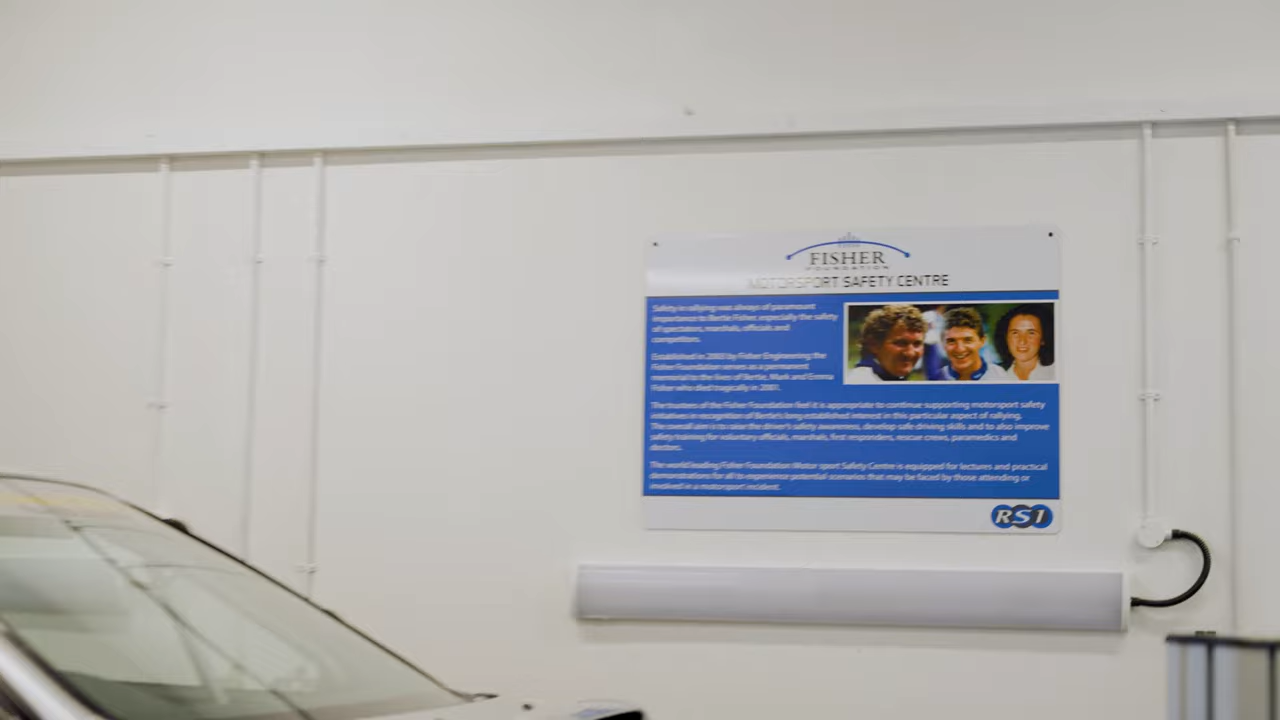 FISHER
FOUNDATION
MOTORSPORT SAFETY CENTRE
Safety in rallying was always of paramount
importance to Bertie Fisher, especially the safety
of spectators, marshals, officials and
competitors.
Established in 2003 by Fisher Engineering the
Fisher Foundation serves as a permanent
memorial to the lives of Bertie, Mark and Emma
Fisher who died tragically in 2001.
The trustees of the Fisher Foundation feel it is appropriate to continue supporting motorsport safety
initiatives in recognition of Bertie's long established interest in this particular aspect of rallying.
The overall aim is to raise the driver's safety awareness, develop safe driving skills and to also improve
safety training for voluntary officials, marshals, first responders, rescue crews, paramedics and
doctors.
The world leading Fisher Foundation Motor sport Safety Centre is equipped for lectures and practical
demonstrations for all to experience potential scenarios that may be faced by those attending or
involved in a motorsport incident.
RS1